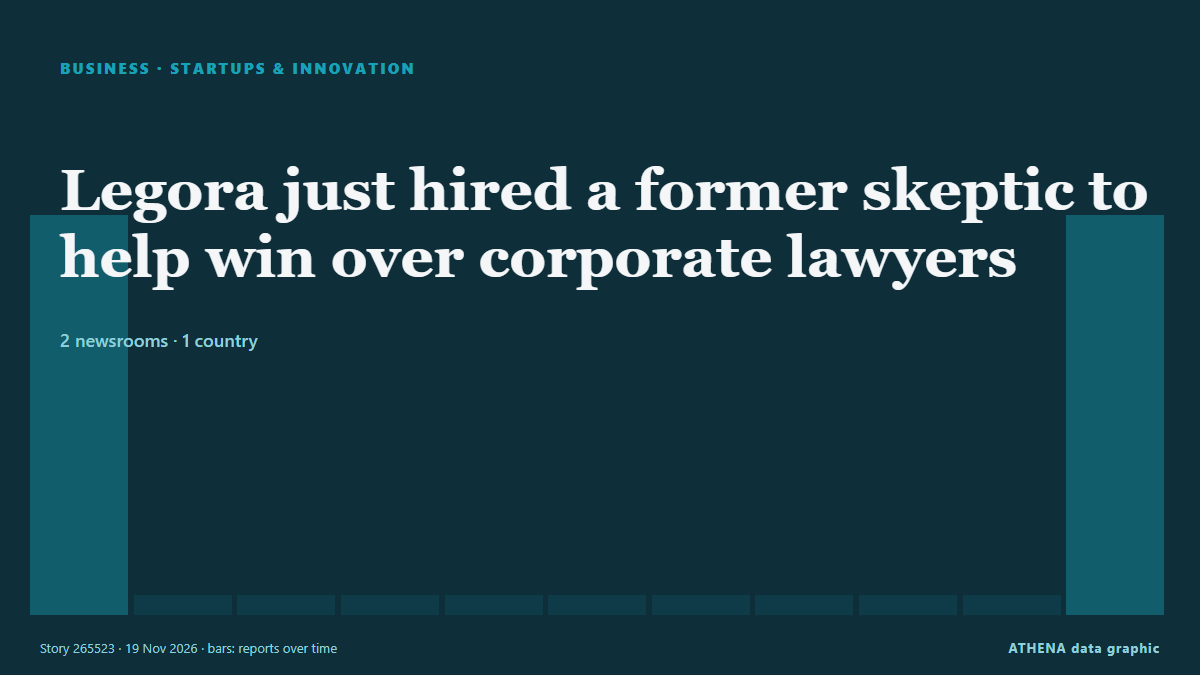 BUSINESS · STARTUPS & INNOVATION
Legora just hired a former skeptic to
help win over corporate lawyers
2 newsrooms · 1 country
Story 265523 · 19 Nov 2026 · bars: reports over time
ATHENA data graphic